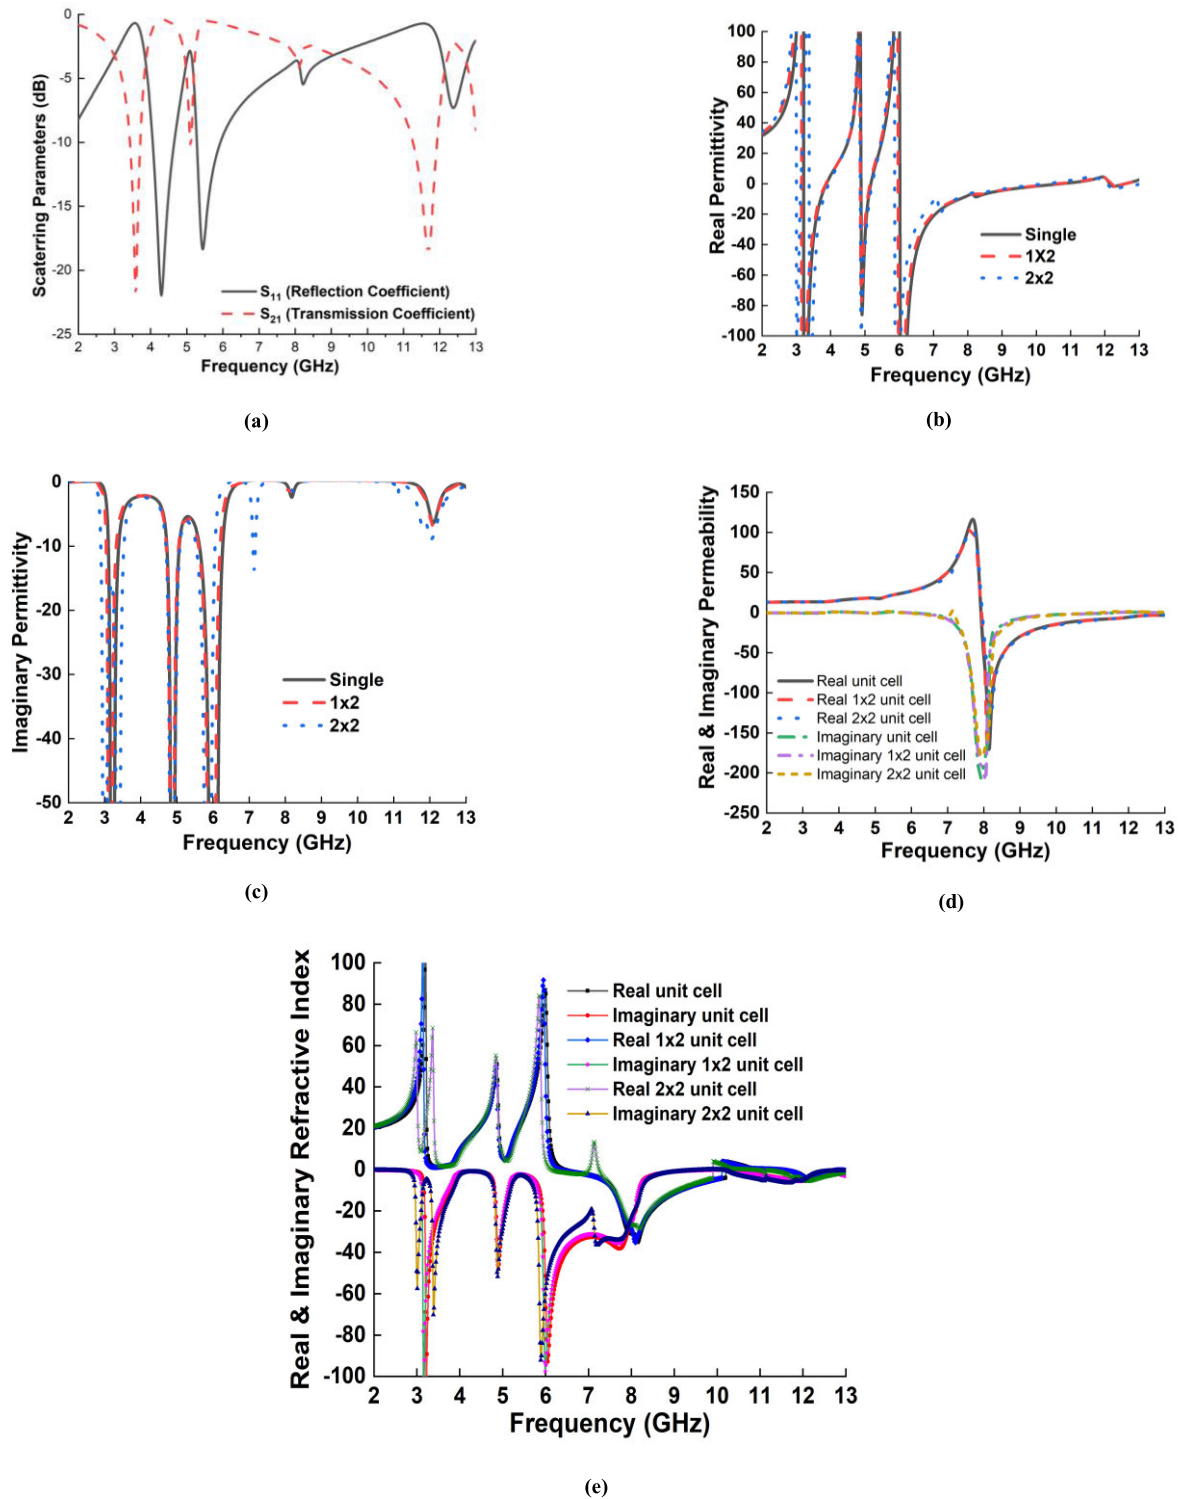 0
-5
-10
-15
-20
-25
Scaterring Parameters (dB)
S11 (Reflection Coefficient)
S21 (Transmission Coefficient)
2 3 4 5 6 7 8 9 10 11 12 13
Frequency (GHz)
(a)
100
80
60
40
20
0
-20
-40
-60
-80
-100
Real Permittivity
Single
1X2
2x2
2 3 4 5 6 7 8 9 10 11 12 13
Frequency (GHz)
(b)
0
-10
-20
-30
-40
-50
Imaginary Permittivity
Single
1x2
2x2
2 3 4 5 6 7 8 9 10 11 12 13
Frequency (GHz)
(c)
150
100
50
0
-50
-100
-150
-200
-250
Real & Imaginary Permeability
Real unit cell
Real 1x2 unit cell
Real 2x2 unit cell
Imaginary unit cell
Imaginary 1x2 unit cell
Imaginary 2x2 unit cell
2 3 4 5 6 7 8 9 10 11 12 13
Frequency (GHz)
(d)
100
80
60
40
20
0
-20
-40
-60
-80
-100
Real & Imaginary Refractive Index
Real unit cell
Imaginary unit cell
Real 1x2 unit cell
Imaginary 1x2 unit cell
Real 2x2 unit cell
Imaginary 2x2 unit cell
2 3 4 5 6 7 8 9 10 11 12 13
Frequency (GHz)
(e)